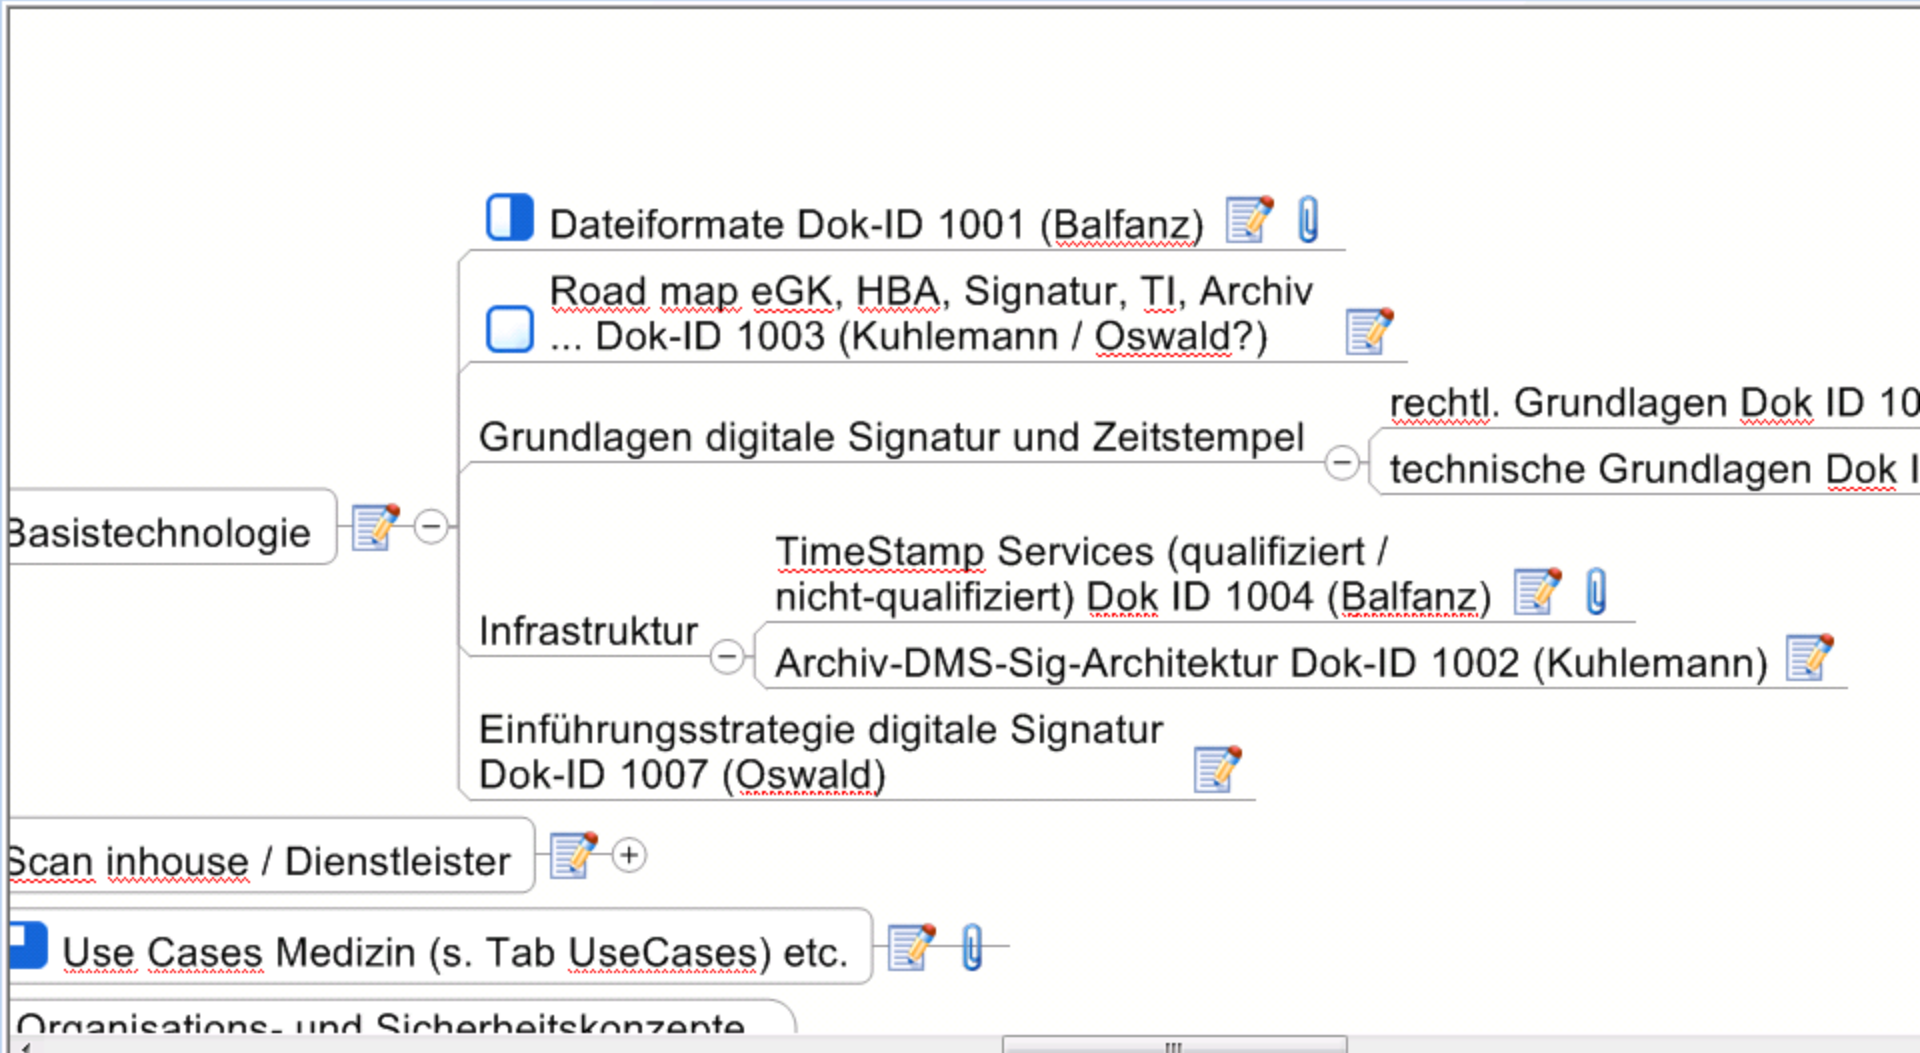 Dateiformate Dok-ID 1001 (Balfanz)
Road map eGK, HBA, Signatur, TI, Archiv
... Dok-ID 1003 (Kuhlemann / Oswald?)
Grundlagen digitale Signatur und Zeitstempel
rechtl. Grundlagen Dok ID 10
technische Grundlagen Dok I
Basistechnologie
TimeStamp Services (qualifiziert /
nicht-qualifiziert) Dok ID 1004 (Balfanz)
Infrastruktur
Archiv-DMS-Sig-Architektur Dok-ID 1002 (Kuhlemann)
Einführungsstrategie digitale Signatur
Dok-ID 1007 (Oswald)
Scan inhouse / Dienstleister
Use Cases Medizin (s. Tab UseCases) etc.
Organisations- und Sicherheitskonzepte